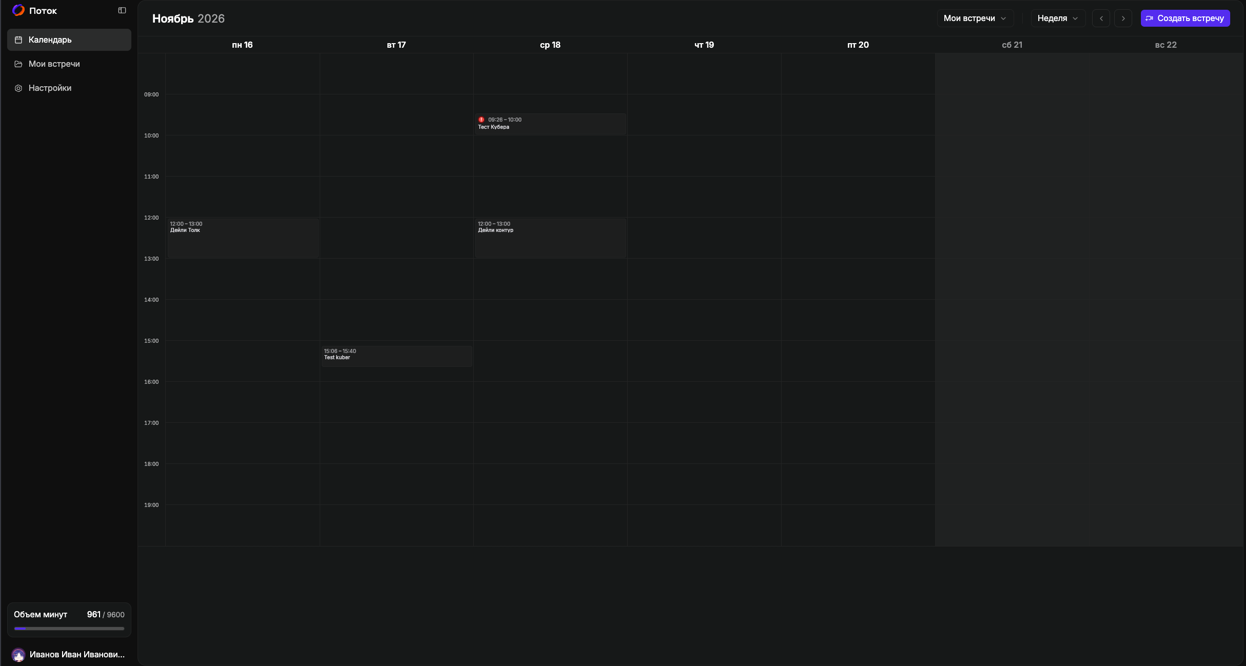 Поток
Календарь
Мои встречи
Настройки
Объем минут 961 / 9600
Иванов Иван Иванови...
Ноябрь 2026
Мои встречи
Неделя
Создать встречу
пн 16 вт 17 ср 18 чт 19 пт 20 сб 21 вс 22
09:00
09:26 – 10:00
Тест Кубера
10:00
11:00
12:00
12:00 – 13:00
Дейли Толк
12:00 – 13:00
Дейли контур
13:00
14:00
15:00
15:06 – 15:40
Test kuber
16:00
17:00
18:00
19:00